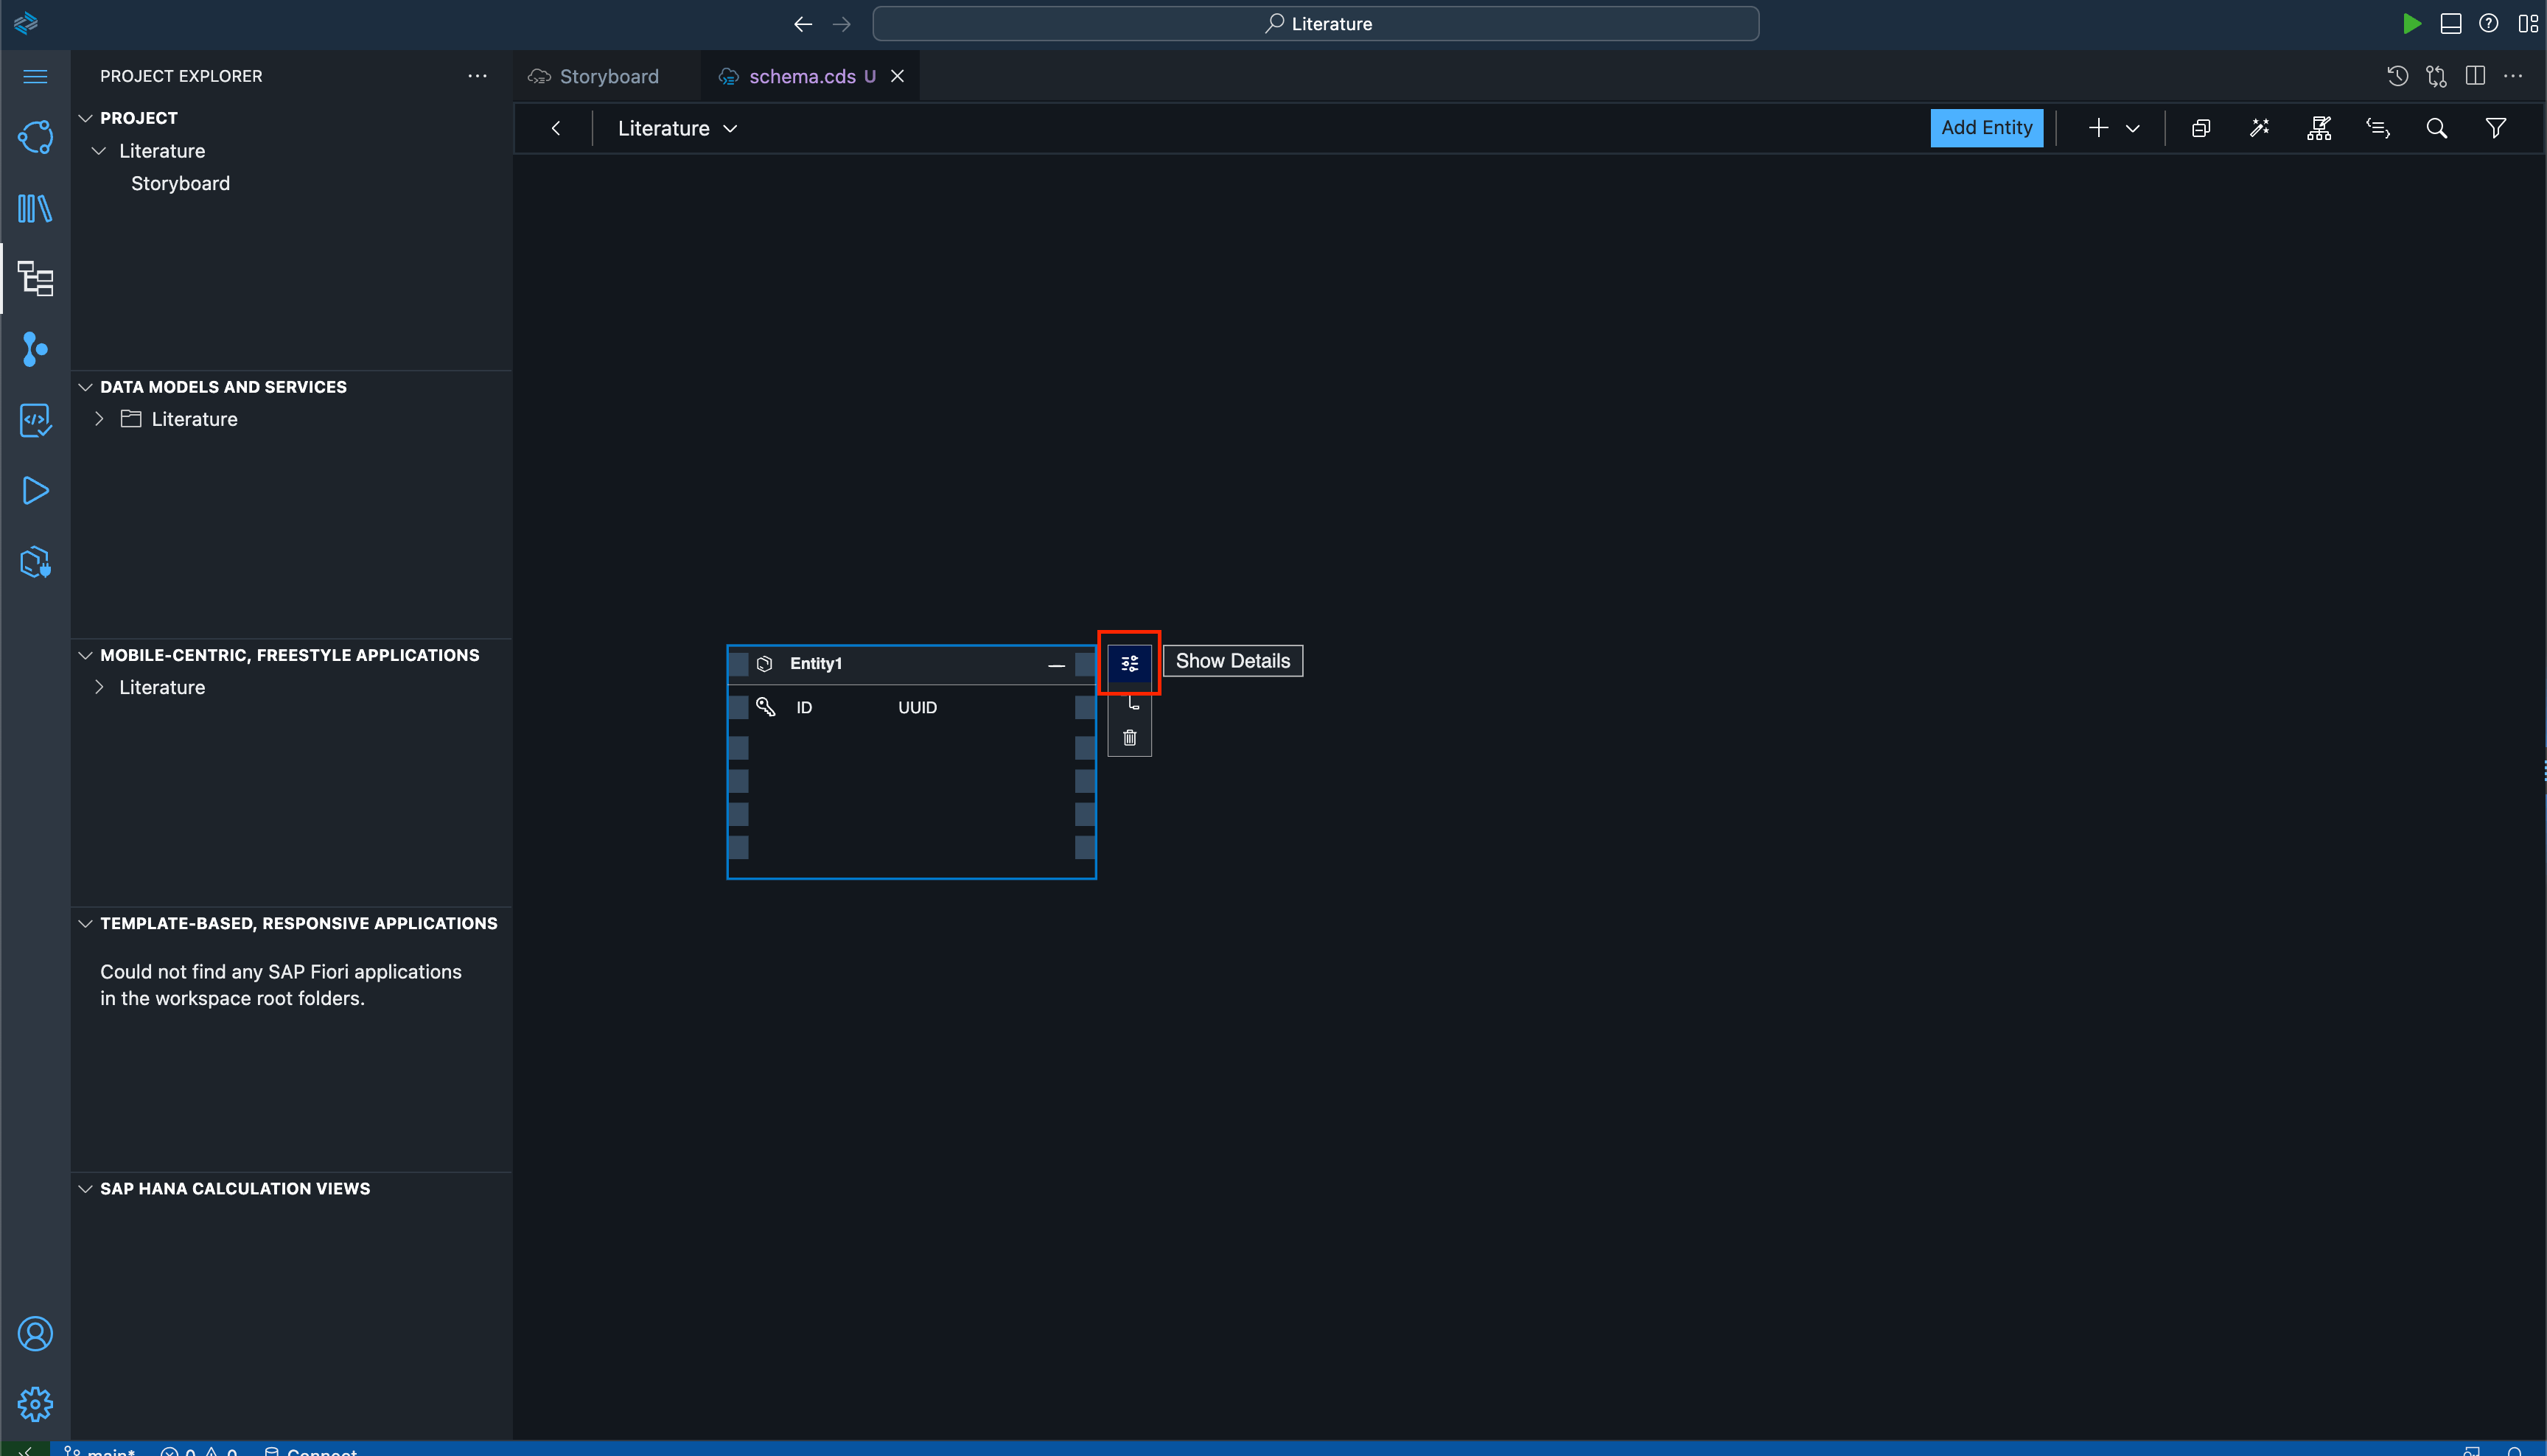 Literature
PROJECT EXPLORER
Storyboard
schema.cds U
PROJECT
Literature
Storyboard
Literature
Add Entity
DATA MODELS AND SERVICES
Literature
MOBILE-CENTRIC, FREESTYLE APPLICATIONS
Literature
Entity1
Show Details
ID UUID
TEMPLATE-BASED, RESPONSIVE APPLICATIONS
Could not find any SAP Fiori applications
in the workspace root folders.
SAP HANA CALCULATION VIEWS
main* 0 0 Connect